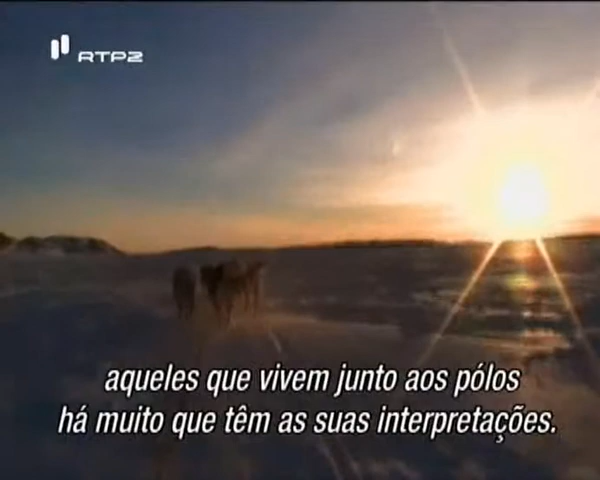 RTP2
aqueles que vivem junto aos pólos
há muito que têm as suas interpretações.